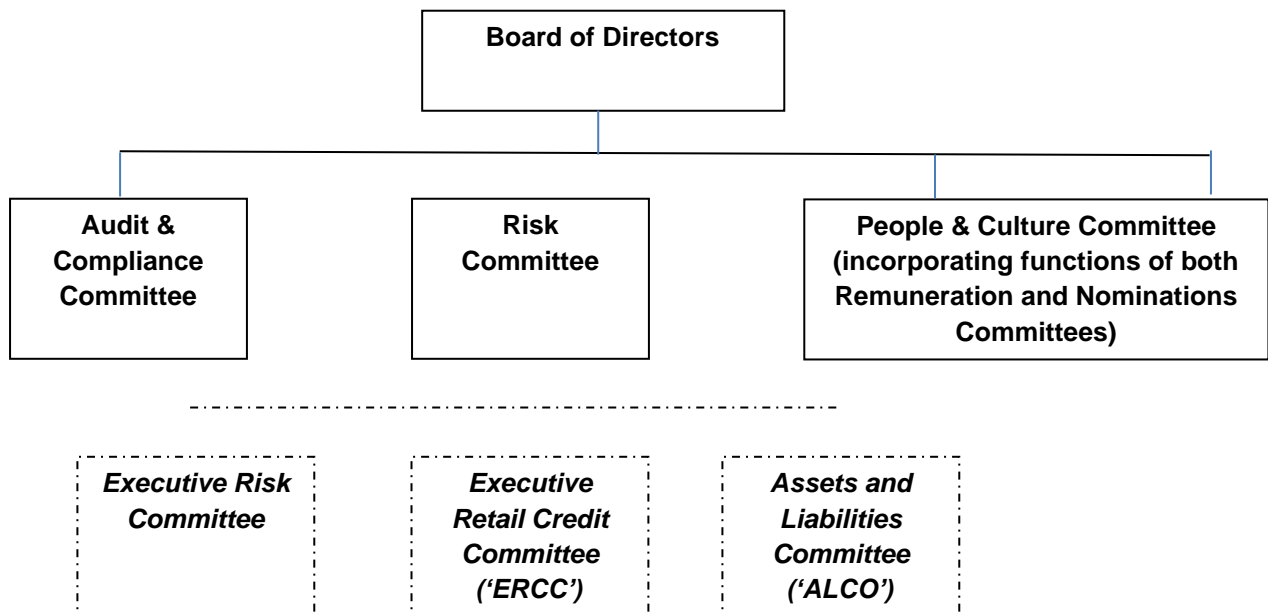 Board of Directors
Audit &
Compliance
Committee
Risk
Committee
People & Culture Committee
(incorporating functions of both
Remuneration and Nominations
Committees)
Executive Risk
Committee
Executive
Retail Credit
Committee
(‘ERCC’)
Assets and
Liabilities
Committee
(‘ALCO’)